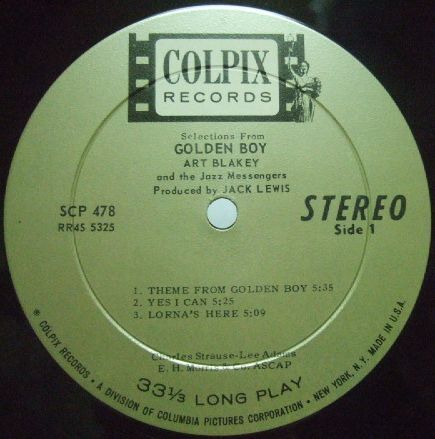 COLPIX
RECORDS
Selections From
GOLDEN BOY
ART BLAKEY
and the Jazz Messengers
Produced by JACK LEWIS
SCP 478
RR4S 5325
STEREO
Side 1
1. THEME FROM GOLDEN BOY 5:35
2. YES I CAN 5:25
3. LORNA'S HERE 5:09
Charles Strause-Lee Adams
E. H. Morris & Co. ASCAP
33⅓ LONG PLAY
® COLPIX RECORDS • A DIVISION OF COLUMBIA PICTURES CORPORATION • NEW YORK, N.Y. MADE IN U.S.A.